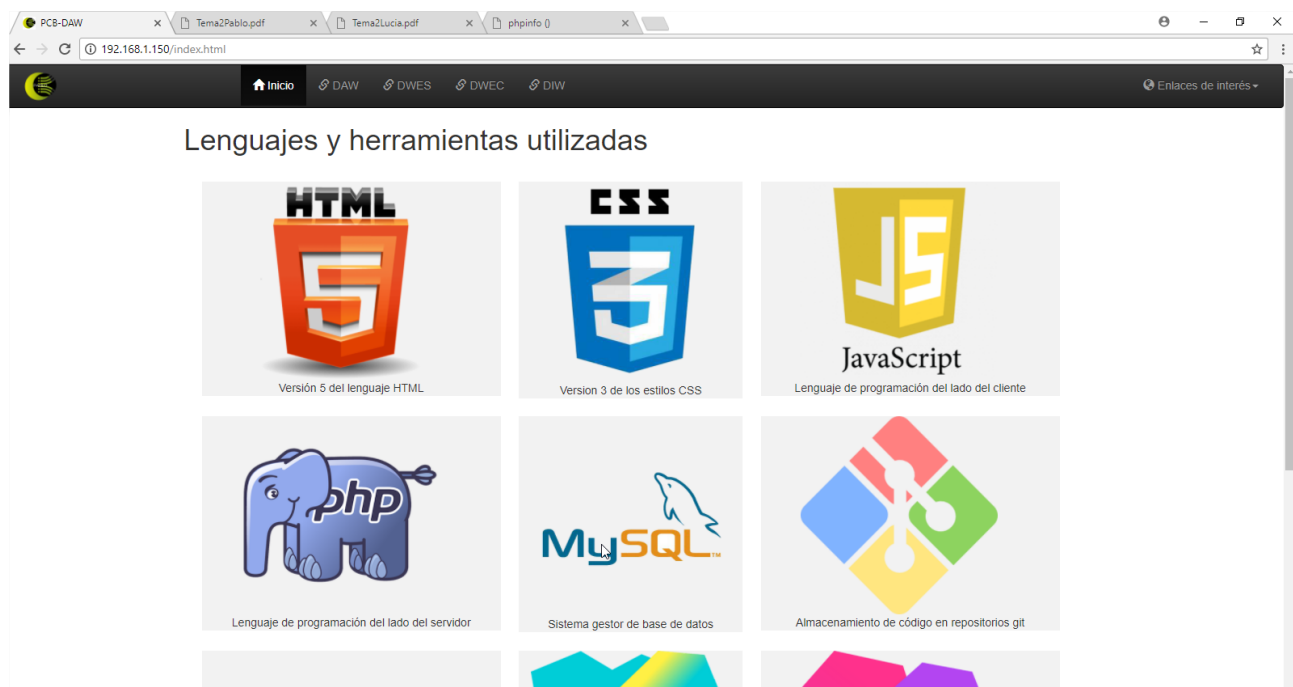 PCB-DAW
Tema2Pablo.pdf
Tema2Lucia.pdf
phpinfo ()
192.168.1.150/index.html
Inicio
DAW
DWES
DWEC
DIW
Enlaces de interés
Lenguajes y herramientas utilizadas
HTML
5
Versión 5 del lenguaje HTML
CSS
3
Version 3 de los estilos CSS
JS
JavaScript
Lenguaje de programación del lado del cliente
php
Lenguaje de programación del lado del servidor
MySQL™
Sistema gestor de base de datos
Almacenamiento de código en repositorios git